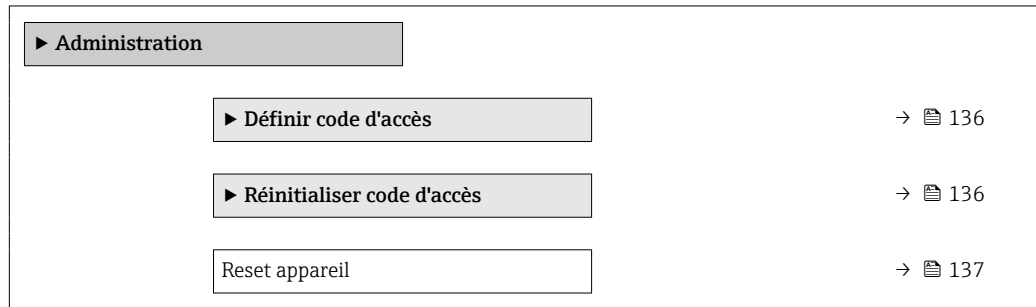 ► Administration
► Définir code d'accès → 🖹 136
► Réinitialiser code d'accès → 🖹 136
Reset appareil → 🖹 137